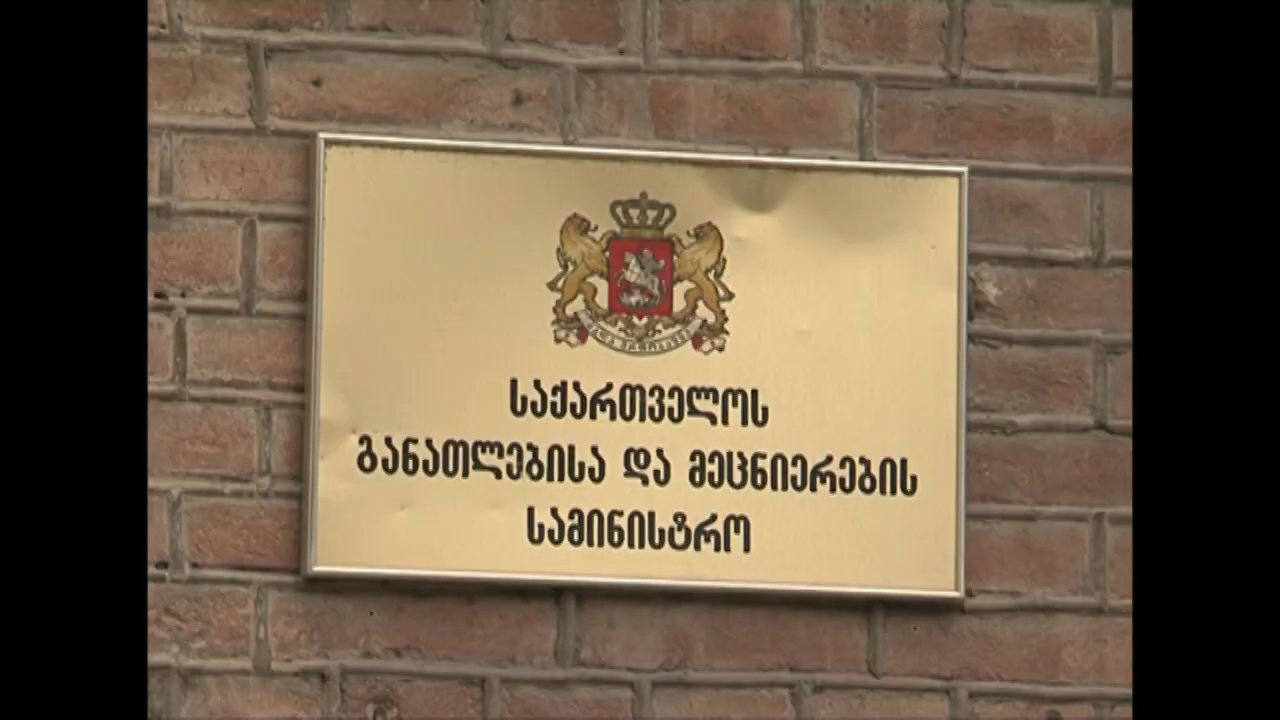 საქართველოს
განათლებისა და მეცნიერების
სამინისტრო